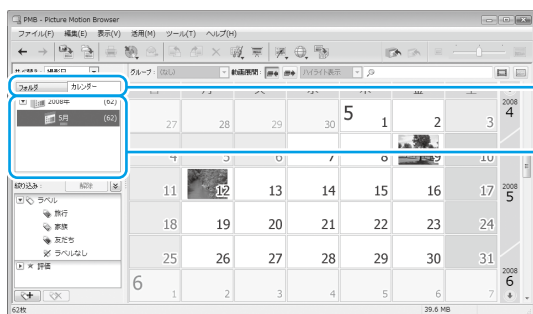 PMB - Picture Motion Browser
ファイル(F) 編集(E) 表示(V) 活用(M) ツール(T) ヘルプ(H)
グループ : (なし) 動画展開 : ハイライト表示
フォルダ カレンダー
2008年 (62)
5月 (62)
絞り込み : 解除
ラベル
旅行
家族
友だち
ラベルなし
評価
27 28 29 30 5 1 2 3
4 5 6 7 8 9 10
11 12 13 14 15 16 17
18 19 20 21 22 23 24
25 26 27 28 29 30 31
6 1 2 3 4 5 6 7
2008
4
2008
5
2008
6
62枚 39.6 MB